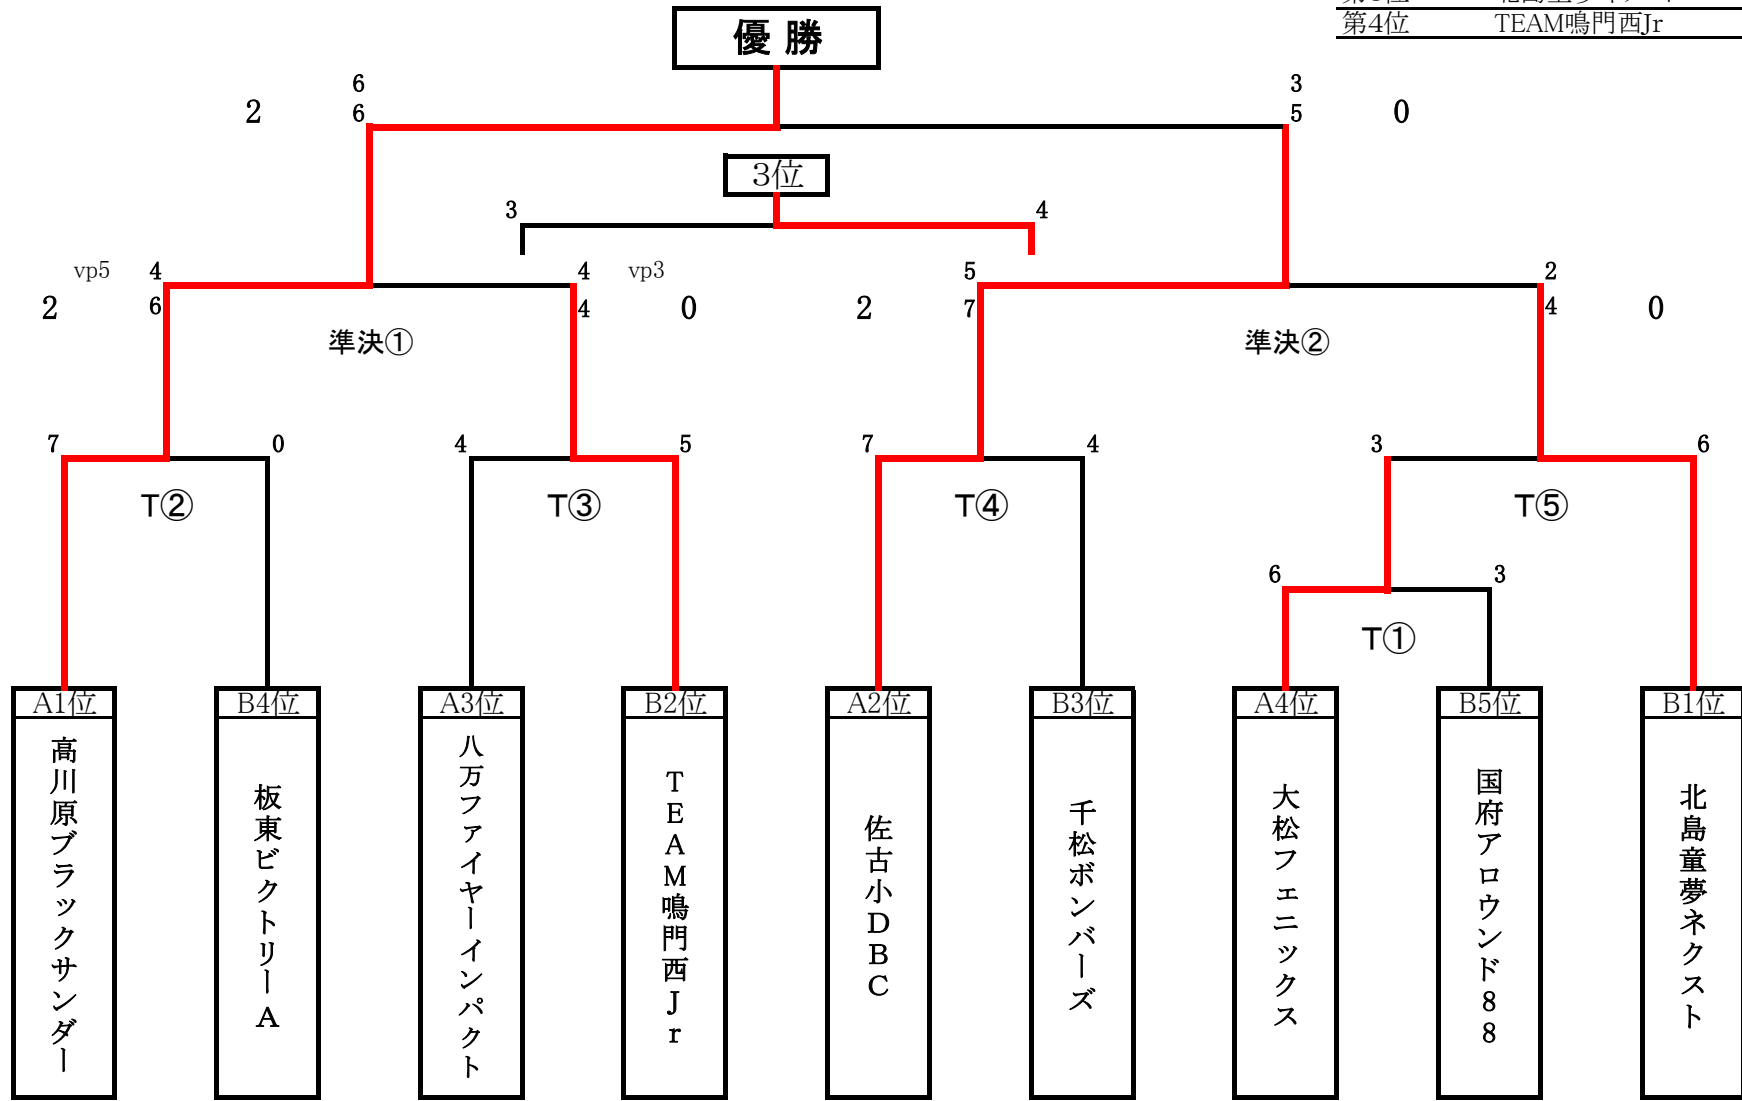 第4位 TEAM鳴門西Jr
優勝
6 3
2 6 5 0
3位
3 4
vp5 4 4 vp3 5 2
2 6 4 0 2 7 4 0
準決① 準決②
7 0 4 5 7 4 3 6
T② T③ T④ T⑤
6 3
T①
A1位 B4位 A3位 B2位 A2位 B3位 A4位 B5位 B1位
高川原ブラックサンダー
板東ビクトリーA
八万ファイヤーインパクト
TEAM鳴門西Jr
佐古小DBC
千松ボンバーズ
大松フェニックス
国府アロウンド88
北島童夢ネクスト